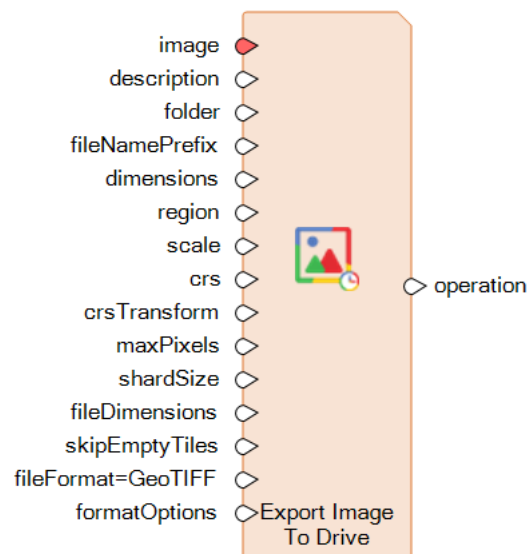 image
description
folder
fileNamePrefix
dimensions
region
scale
crs
operation
crsTransform
maxPixels
shardSize
fileDimensions
skipEmptyTiles
fileFormat=GeoTIFF
formatOptions
Export Image
To Drive